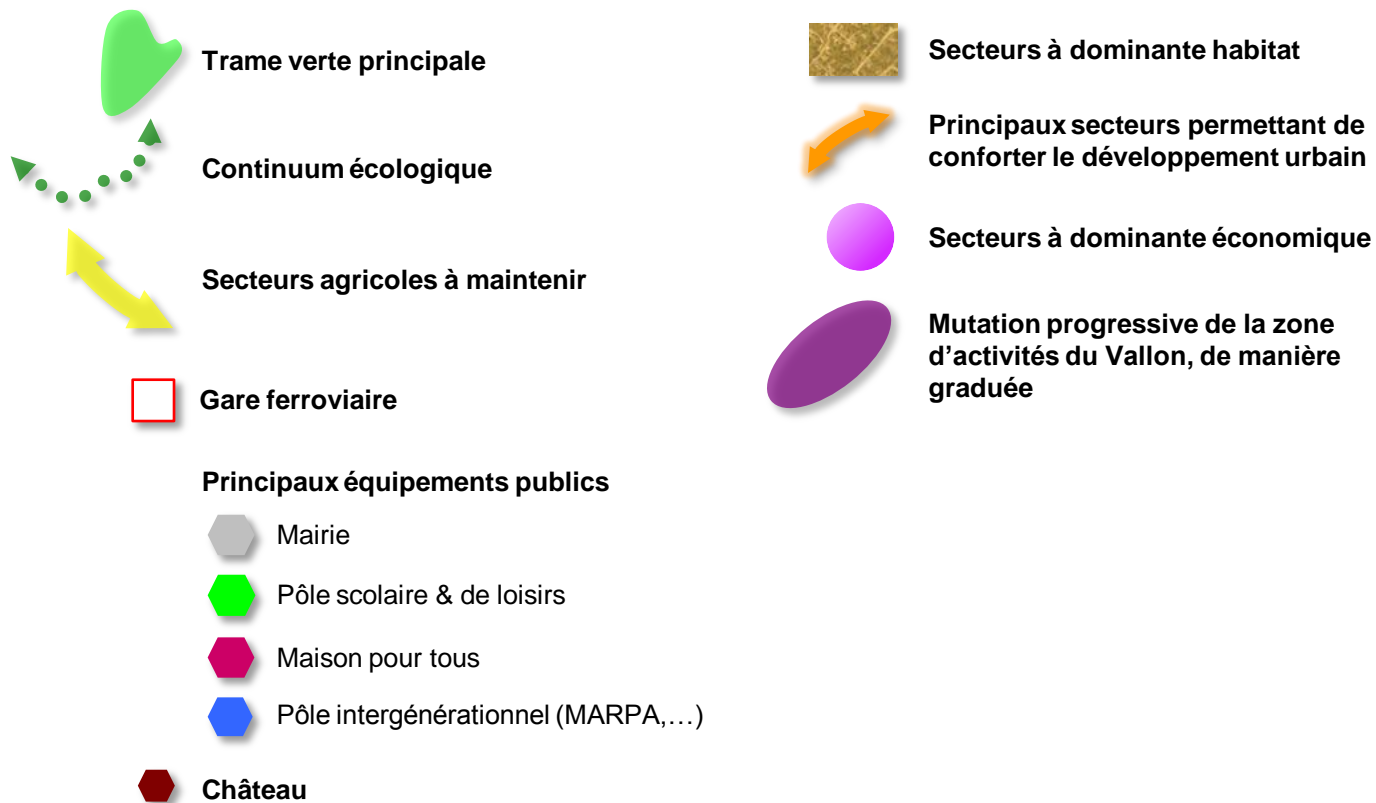 Trame verte principale
Continuum écologique
Secteurs agricoles à maintenir
Gare ferroviaire
Principaux équipements publics
Mairie
Pôle scolaire & de loisirs
Maison pour tous
Pôle intergénérationnel (MARPA,…)
Château
Secteurs à dominante habitat
Principaux secteurs permettant de
conforter le développement urbain
Secteurs à dominante économique
Mutation progressive de la zone
d’activités du Vallon, de manière
graduée